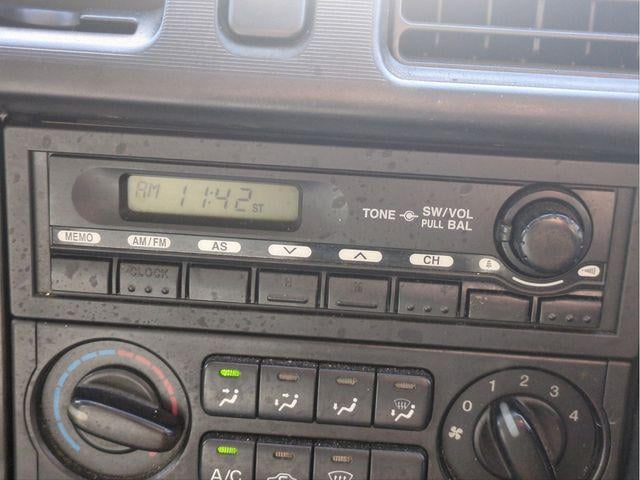 AM 11:42 ST
TONE SW/VOL
PULL BAL
MEMO AM/FM AS CH
CLOCK H M
0 1 2 3 4
A/C